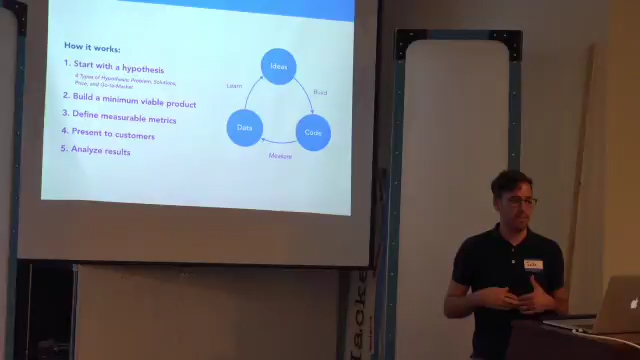 How it works:
1. Start with a hypothesis
4 Types of Hypothesis: Problem, Solutions,
Price, and Go-to-Market
2. Build a minimum viable product
3. Define measurable metrics
4. Present to customers
5. Analyze results
Ideas
Learn
Build
Data
Code
Measure